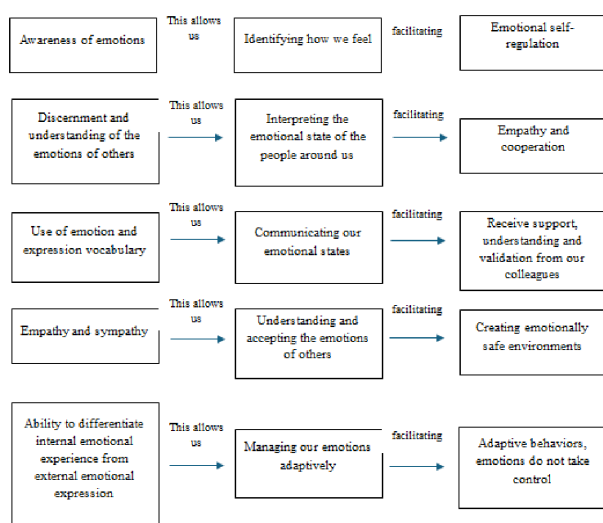 Awareness of emotions
This allows
us
Identifying how we feel
facilitating
Emotional self-
regulation
Discernment and
understanding of the
emotions of others
This allows
us
Interpreting the
emotional state of the
people around us
facilitating
Empathy and
cooperation
Use of emotion and
expression vocabulary
This allows
us
Communicating our
emotional states
facilitating
Receive support,
understanding and
validation from our
colleagues
Empathy and sympathy
This allows
us
Understanding and
accepting the emotions
of others
facilitating
Creating emotionally
safe environments
Ability to differentiate
internal emotional
experience from
external emotional
expression
This allows
us
Managing our emotions
adaptively
facilitating
Adaptive behaviors,
emotions do not take
control